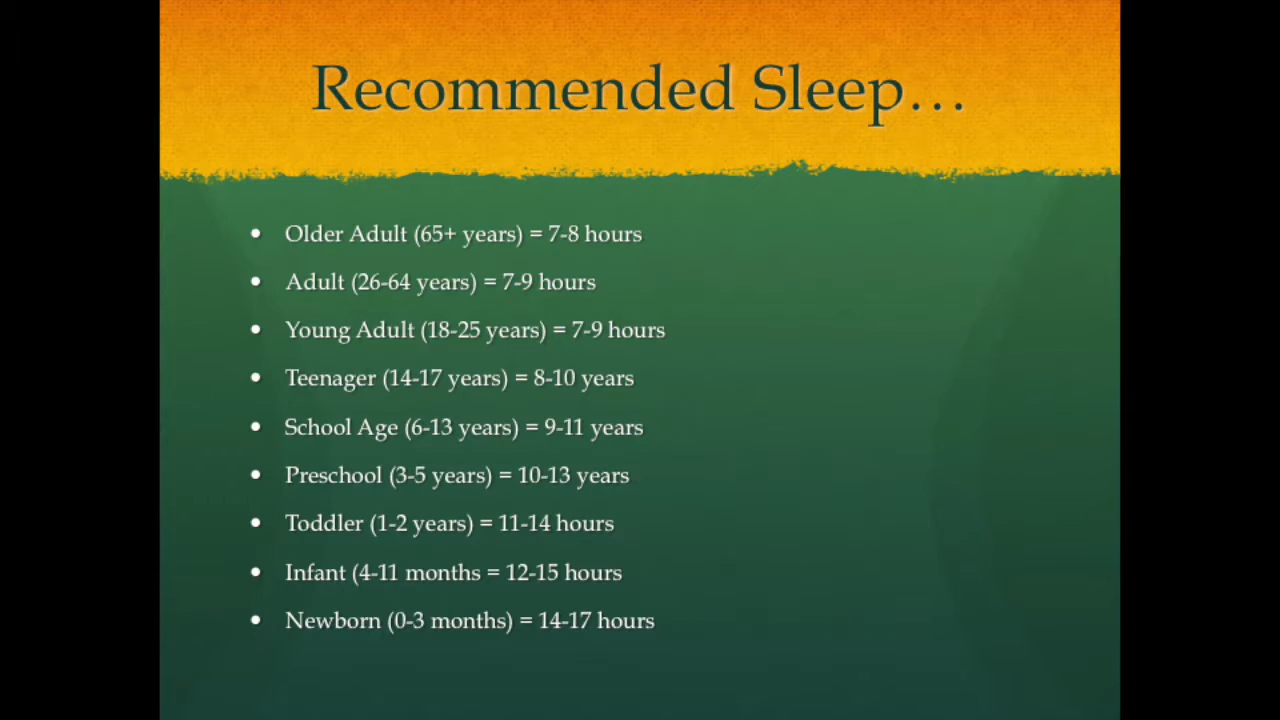 Recommended Sleep…
• Older Adult (65+ years) = 7-8 hours
• Adult (26-64 years) = 7-9 hours
• Young Adult (18-25 years) = 7-9 hours
• Teenager (14-17 years) = 8-10 years
• School Age (6-13 years) = 9-11 years
• Preschool (3-5 years) = 10-13 years
• Toddler (1-2 years) = 11-14 hours
• Infant (4-11 months = 12-15 hours
• Newborn (0-3 months) = 14-17 hours